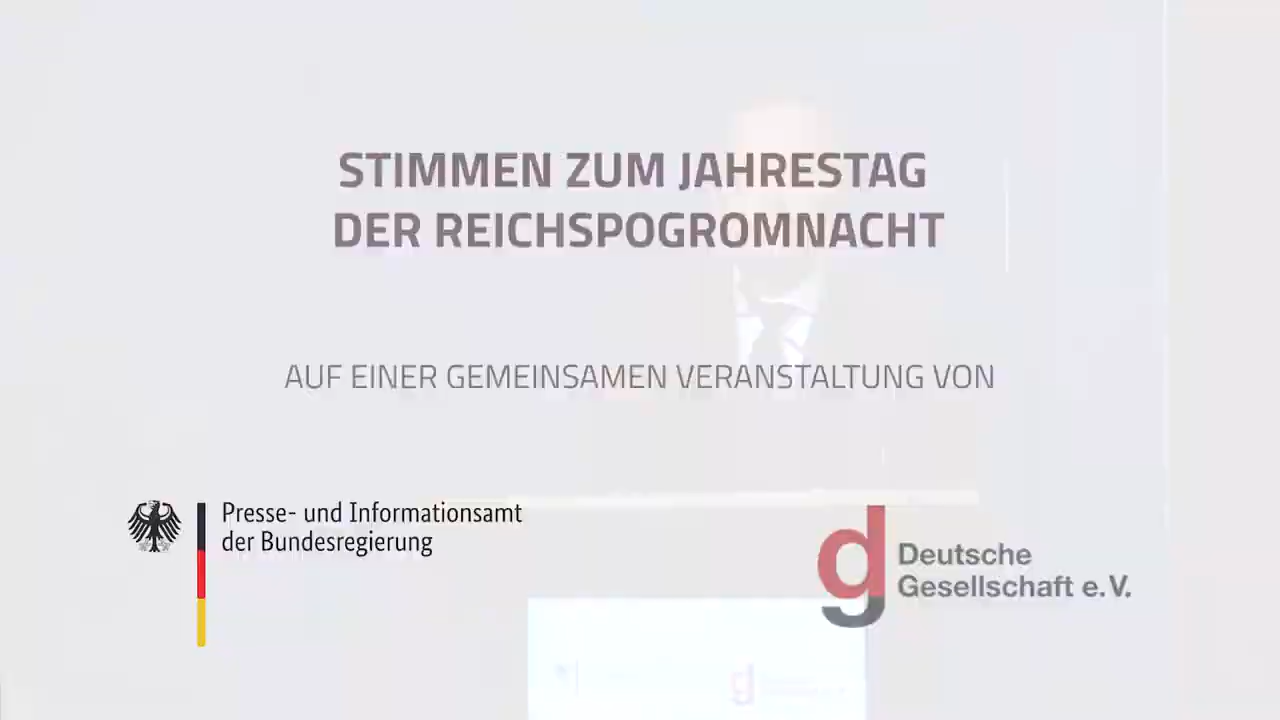 STIMMEN ZUM JAHRESTAG
DER REICHSPOGROMNACHT
AUF EINER GEMEINSAMEN VERANSTALTUNG VON
Presse- und Informationsamt
der Bundesregierung
Deutsche
Gesellschaft e.V.